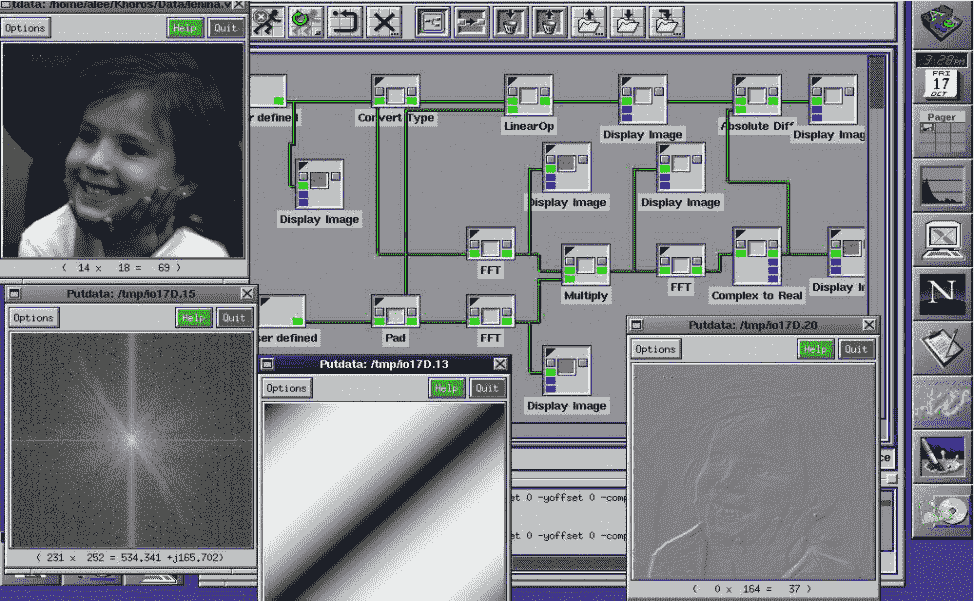 tdata: /home/alee/Khoros/Data/lenna.v
Options
Help
Quit
( 14 x 18 = 69 )
r defined
Convert Type
LinearOp
Display Image
Absolute Diff
Display Imag
Display Image
Display Image
Display Image
FFT
Multiply
FFT
Complex to Real
Display I
ser defined
Pad
FFT
Display Image
Putdata: /tmp/io17D.15
Options
Help
Quit
( 231 x 252 = 534.341 +j165.702)
Putdata: /tmp/io17D.13
Options
Help
Quit
Putdata: /tmp/io17D.20
Options
Help
Quit
( 0 x 164 = 37 )
ce
et 0 -yoffset 0 -comp
et 0 -yoffset 0 -comp
3:28PM
FRI
17
OCT
Pager
N